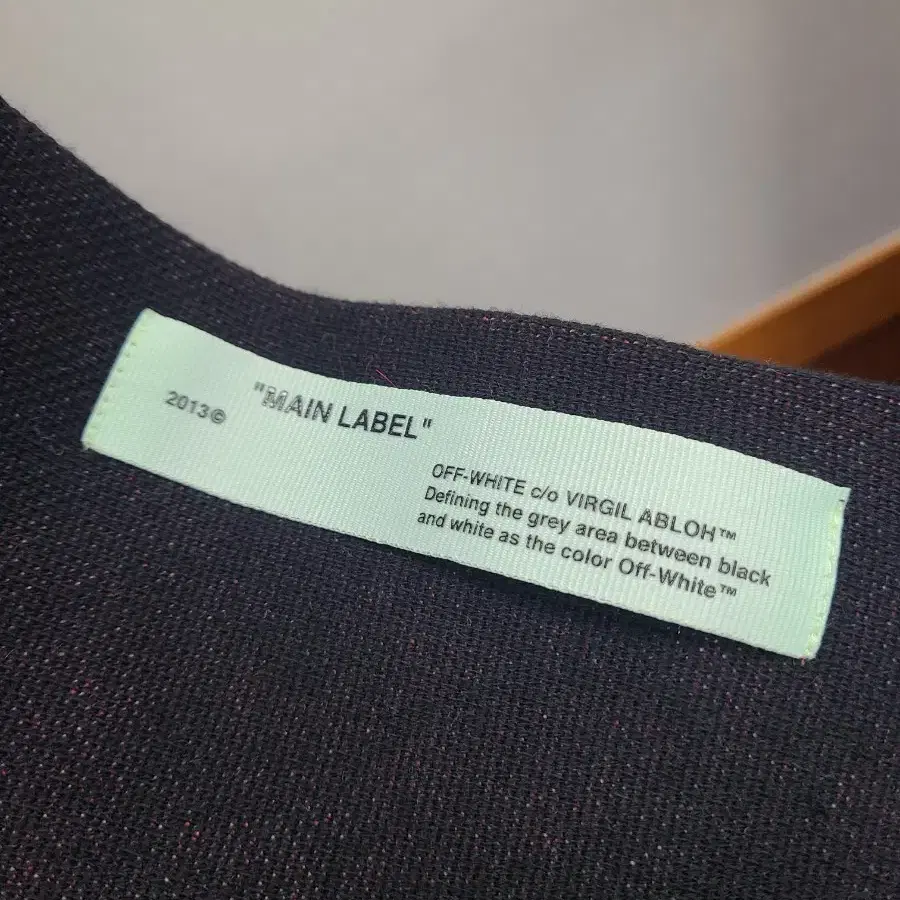 2013©
"MAIN LABEL"
OFF-WHITE c/o VIRGIL ABLOH™
Defining the grey area between black
and white as the color Off-White™